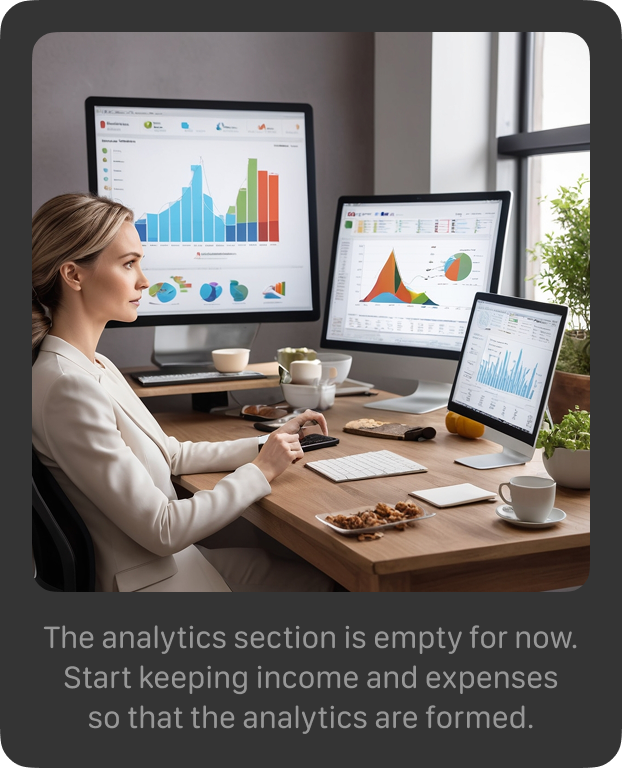 The analytics section is empty for now.
Start keeping income and expenses
so that the analytics are formed.